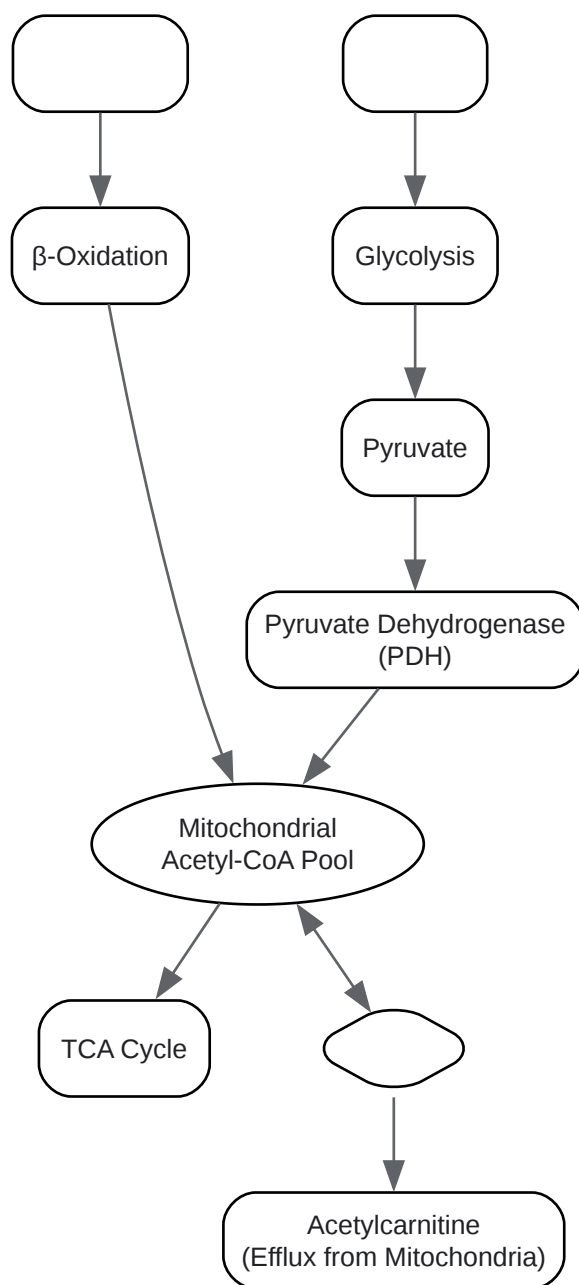 β-Oxidation
Glycolysis
Pyruvate
Pyruvate Dehydrogenase
(PDH)
Mitochondrial
Acetyl-CoA Pool
TCA Cycle
Acetylcarnitine
(Efflux from Mitochondria)